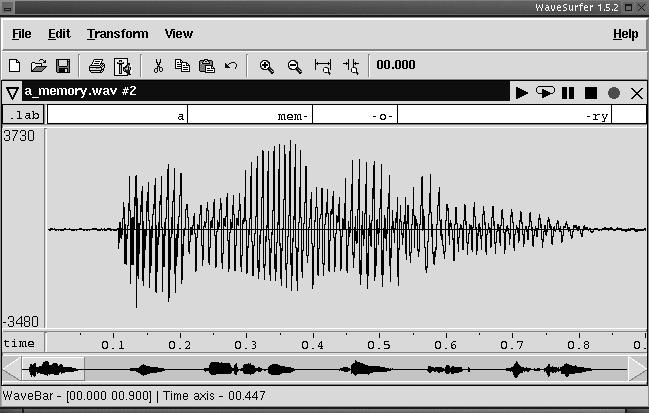 WaveSurfer 1.5.2
File Edit Transform View Help
00.000
a_memory.wav #2
.lab a mem- -o- -ry
3730
-3480
time 0.1 0.2 0.3 0.4 0.5 0.6 0.7 0.8 0.
WaveBar - [00.000 00.900] | Time axis - 00.447